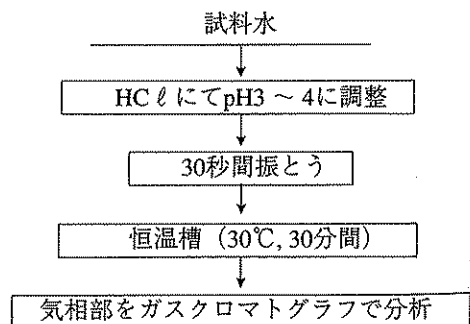 試料水
HCℓにてpH3～4に調整
30秒間振とう
恒温槽（30℃, 30分間）
気相部をガスクロマトグラフで分析